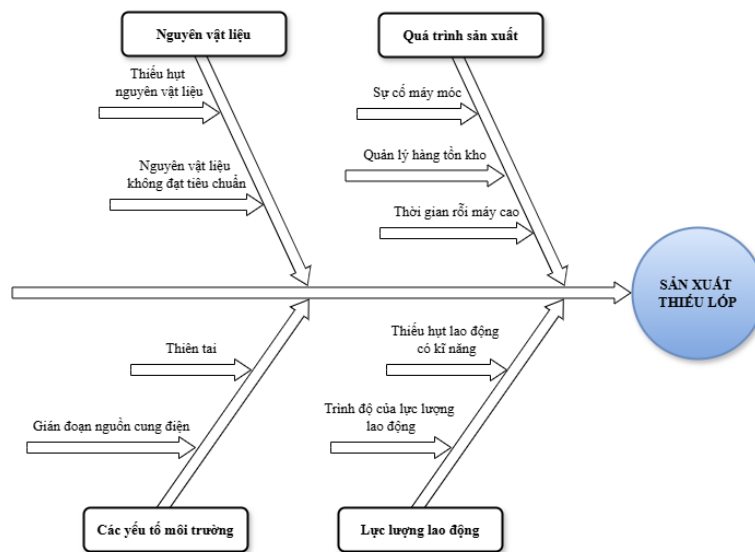 Nguyên vật liệu
Quá trình sản xuất
Thiếu hụt
nguyên vật liệu
Nguyên vật liệu
không đạt tiêu chuẩn
Sự cố máy móc
Quản lý hàng tồn kho
Thời gian rỗi máy cao
SẢN XUẤT
THIẾU LỐP
Thiên tai
Gián đoạn nguồn cung điện
Thiếu hụt lao động
có kĩ năng
Trình độ của lực lượng
lao động
Các yếu tố môi trường
Lực lượng lao động